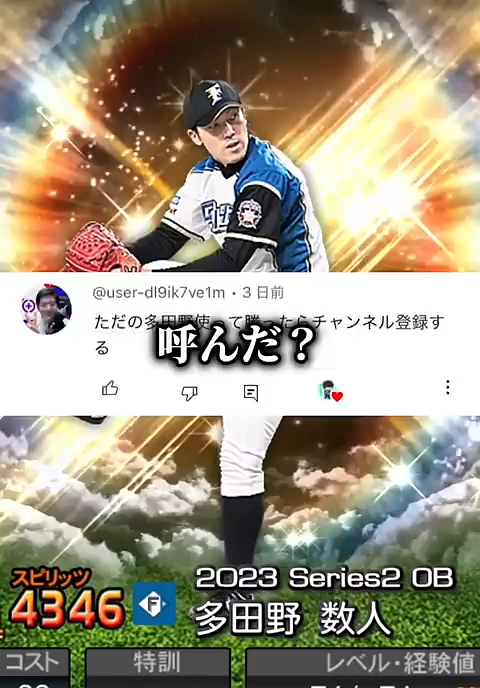 @user-dl9ik7ve1m • 3 日前
ただの多田野使って勝ったらチャンネル登録す
る
呼んだ？
スピリッツ
4346
2023 Series2 OB
多田野 数人
コスト
特訓
レベル・経験値